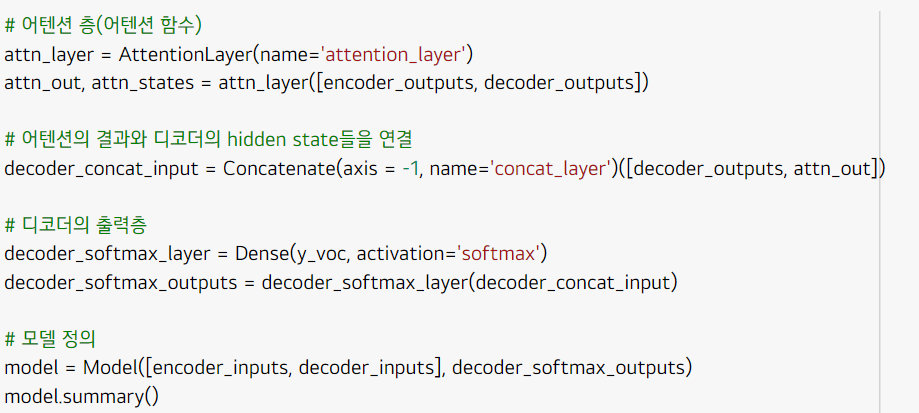 # 어텐션 층(어텐션 함수)
attn_layer = AttentionLayer(name='attention_layer')
attn_out, attn_states = attn_layer([encoder_outputs, decoder_outputs])
# 어텐션의 결과와 디코더의 hidden state들을 연결
decoder_concat_input = Concatenate(axis = -1, name='concat_layer')([decoder_outputs, attn_out])
# 디코더의 출력층
decoder_softmax_layer = Dense(y_voc, activation='softmax')
decoder_softmax_outputs = decoder_softmax_layer(decoder_concat_input)
# 모델 정의
model = Model([encoder_inputs, decoder_inputs], decoder_softmax_outputs)
model.summary()